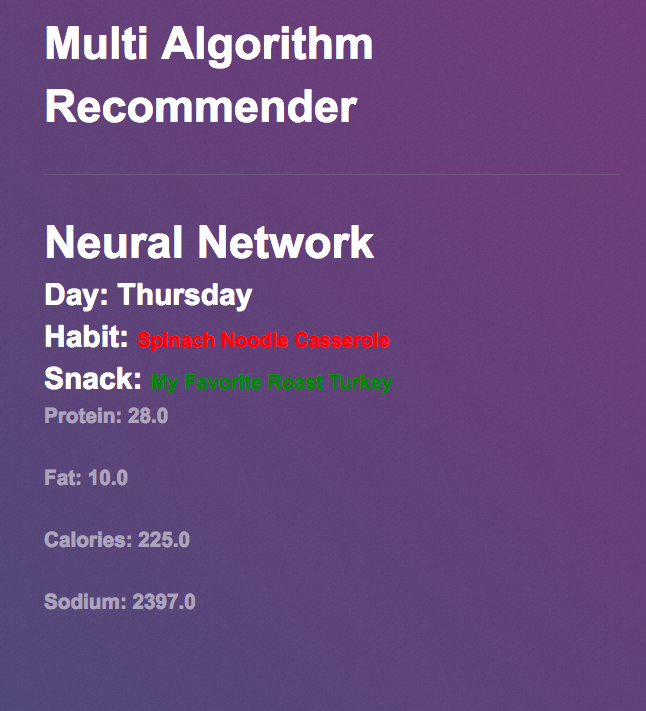 Multi Algorithm
Recommender
Neural Network
Day: Thursday
Habit: Spinach Noodle Casserole
Snack: My Favorite Roast Turkey
Protein: 28.0
Fat: 10.0
Calories: 225.0
Sodium: 2397.0